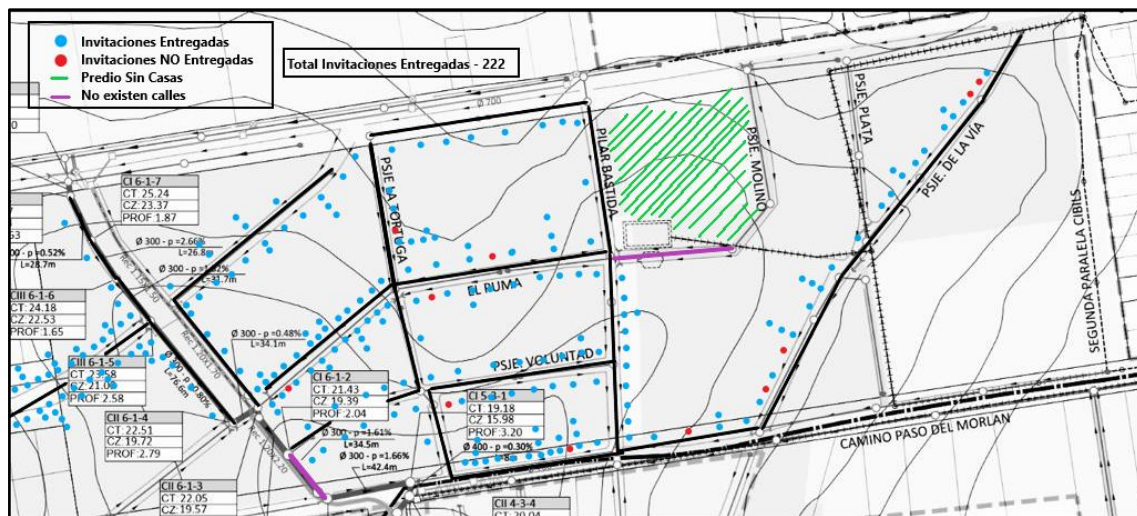 Invitaciones Entregadas
Invitaciones NO Entregadas
Predio Sin Casas
No existen calles
Total Invitaciones Entregadas - 222
Ø 700
PSJE LA TORTUGA
PILAR BASTIDA
PSJE. MOLINO
PSJE. PLATA
PSJE. DE LA VÍA
SEGUNDA PARALELA CIBILS
EL PUMA
PSJE. VOLUNTAD
CAMINO PASO DEL MORLAN
CI 6-1-7
CT: 25.24
CZ: 23.37
PROF 1.87
Ø 300 - p =2.66%
L=26.8
L=31.7m
=0.52%
L=28.7m
CIII 6-1-6
CT: 24.18
CZ: 22.53
PROF:1.65
Ø 300 - p =0.48%
L=34.1m
CIII 6-1-5
CT: 23.58
PROF 2.58
L=76.6m
CII 6-1-4
CT: 22.51
CZ: 19.72
PROF:2.79
CI 6-1-2
CT: 21.43
CZ: 19.39
PROF:2.04
Ø 300 - p =1.61%
L=34.5m
Ø 300 - p =1.66%
L=42.4m
CI 5-3-1
CT: 19.18
CZ: 15.98
PROF:3.20
Ø 400 - p =0.30%
CII 6-1-3
CT: 22.05
CZ: 19.57
CII 4-3-4
CT: 20.04